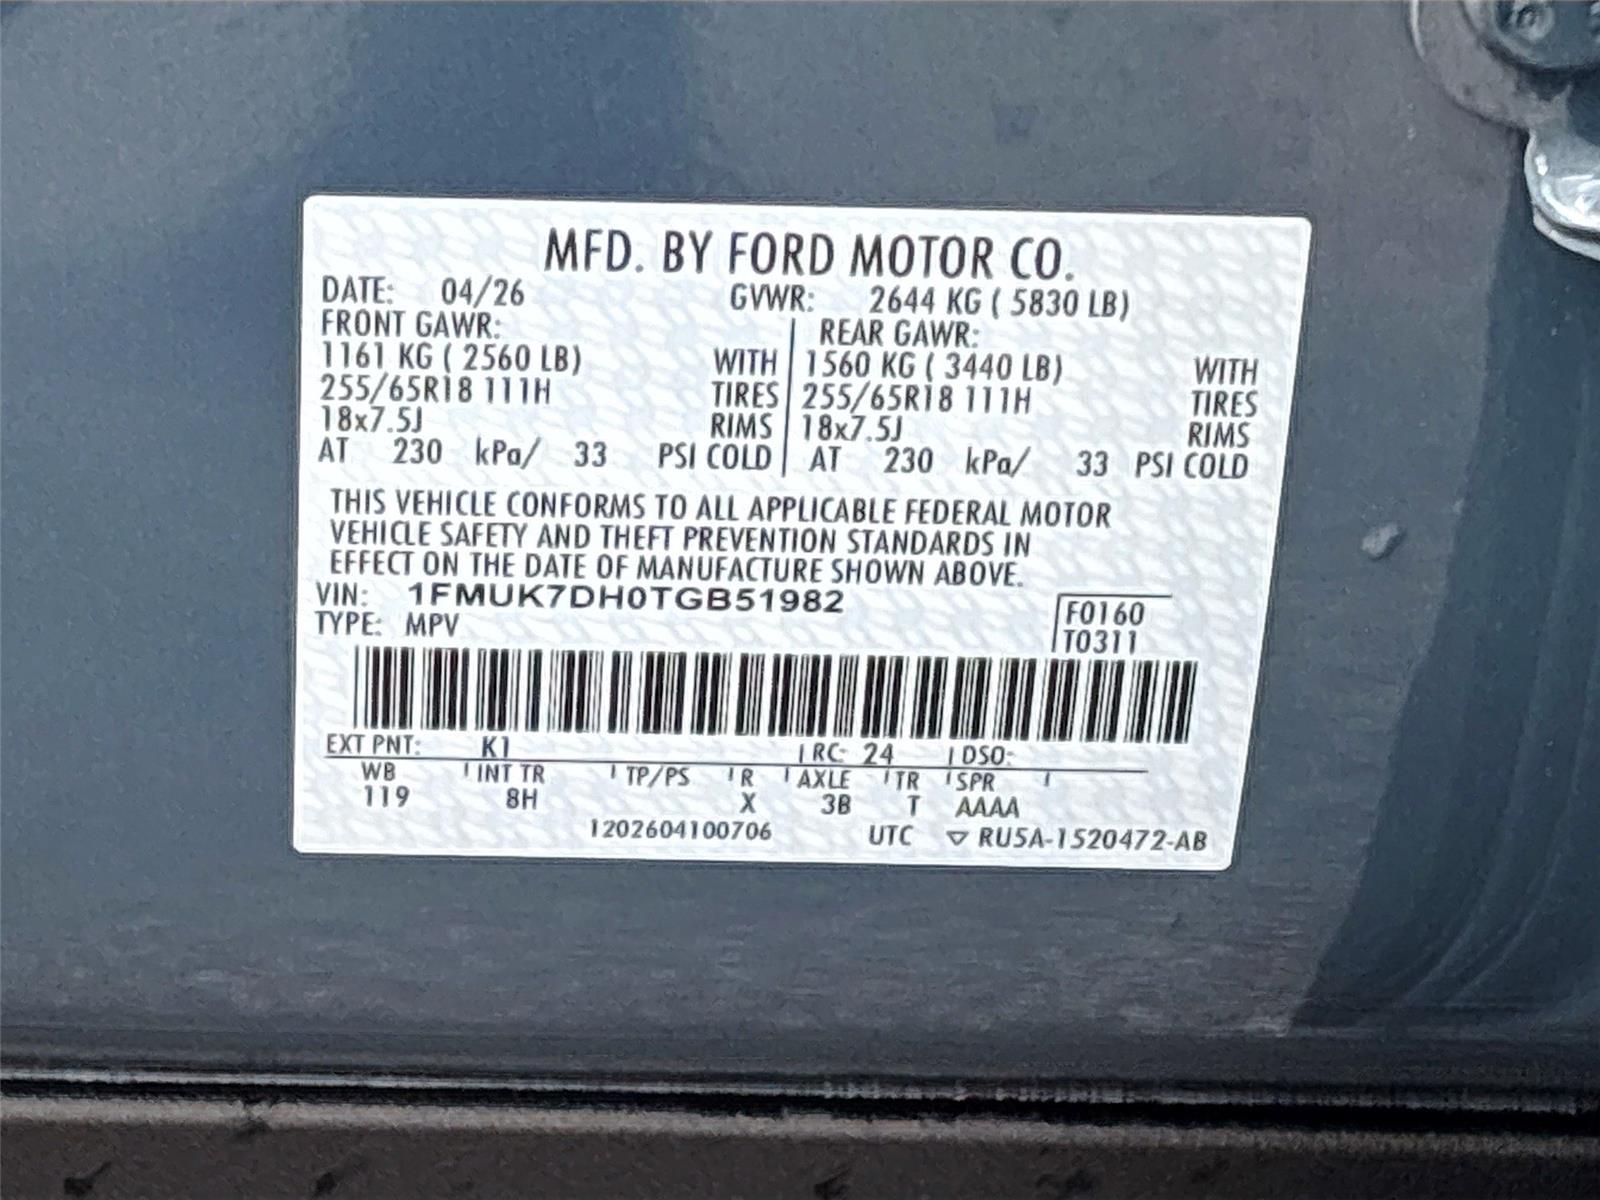 MFD. BY FORD MOTOR CO.
DATE: 04/26 GVWR: 2644 KG ( 5830 LB)
FRONT GAWR: REAR GAWR:
1161 KG ( 2560 LB) WITH 1560 KG ( 3440 LB) WITH
255/65R18 111H TIRES 255/65R18 111H TIRES
18x7.5J RIMS 18x7.5J RIMS
AT 230 kPa/ 33 PSI COLD AT 230 kPa/ 33 PSI COLD
THIS VEHICLE CONFORMS TO ALL APPLICABLE FEDERAL MOTOR
VEHICLE SAFETY AND THEFT PREVENTION STANDARDS IN
EFFECT ON THE DATE OF MANUFACTURE SHOWN ABOVE.
VIN: 1FMUK7DH0TGB51982
F0160
TYPE: MPV
T0311
EXT PNT: K1 RC: 24 DSO:
WB INT TR TP/PS R AXLE TR SPR
119 8H X 3B T AAAA
1202604100706 UTC ▽ RU5A-1520472-AB